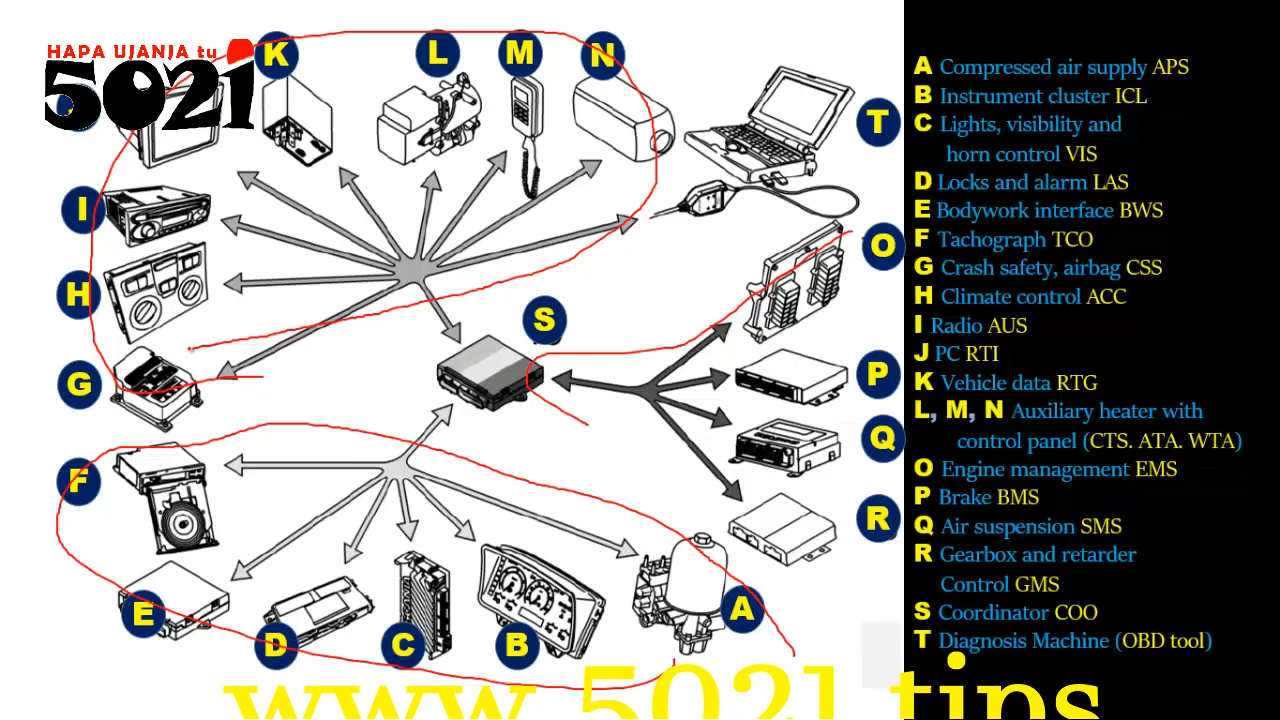 HAPA UJANJA tu
5021
K
L
M
N
T
I
O
H
S
G
P
Q
F
R
E
D
C
B
A
A Compressed air supply APS
B Instrument cluster ICL
C Lights, visibility and
horn control VIS
D Locks and alarm LAS
E Bodywork interface BWS
F Tachograph TCO
G Crash safety, airbag CSS
H Climate control ACC
I Radio AUS
J PC RTI
K Vehicle data RTG
L, M, N Auxiliary heater with
control panel (CTS. ATA. WTA)
O Engine management EMS
P Brake BMS
Q Air suspension SMS
R Gearbox and retarder
Control GMS
S Coordinator COO
T Diagnosis Machine (OBD tool)
www.5021.tips